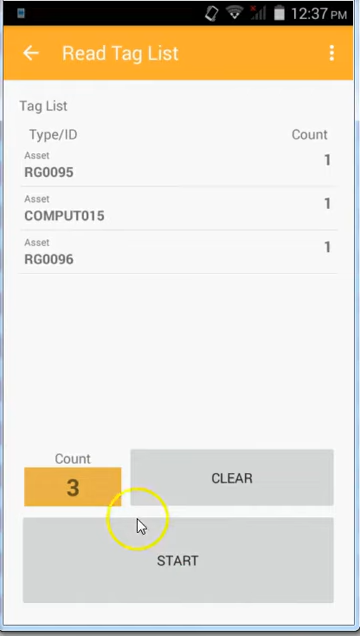 12:37 PM
Read Tag List
Tag List
Type/ID Count
Asset
RG0095 1
Asset
COMPUT015 1
Asset
RG0096 1
Count
3
CLEAR
START